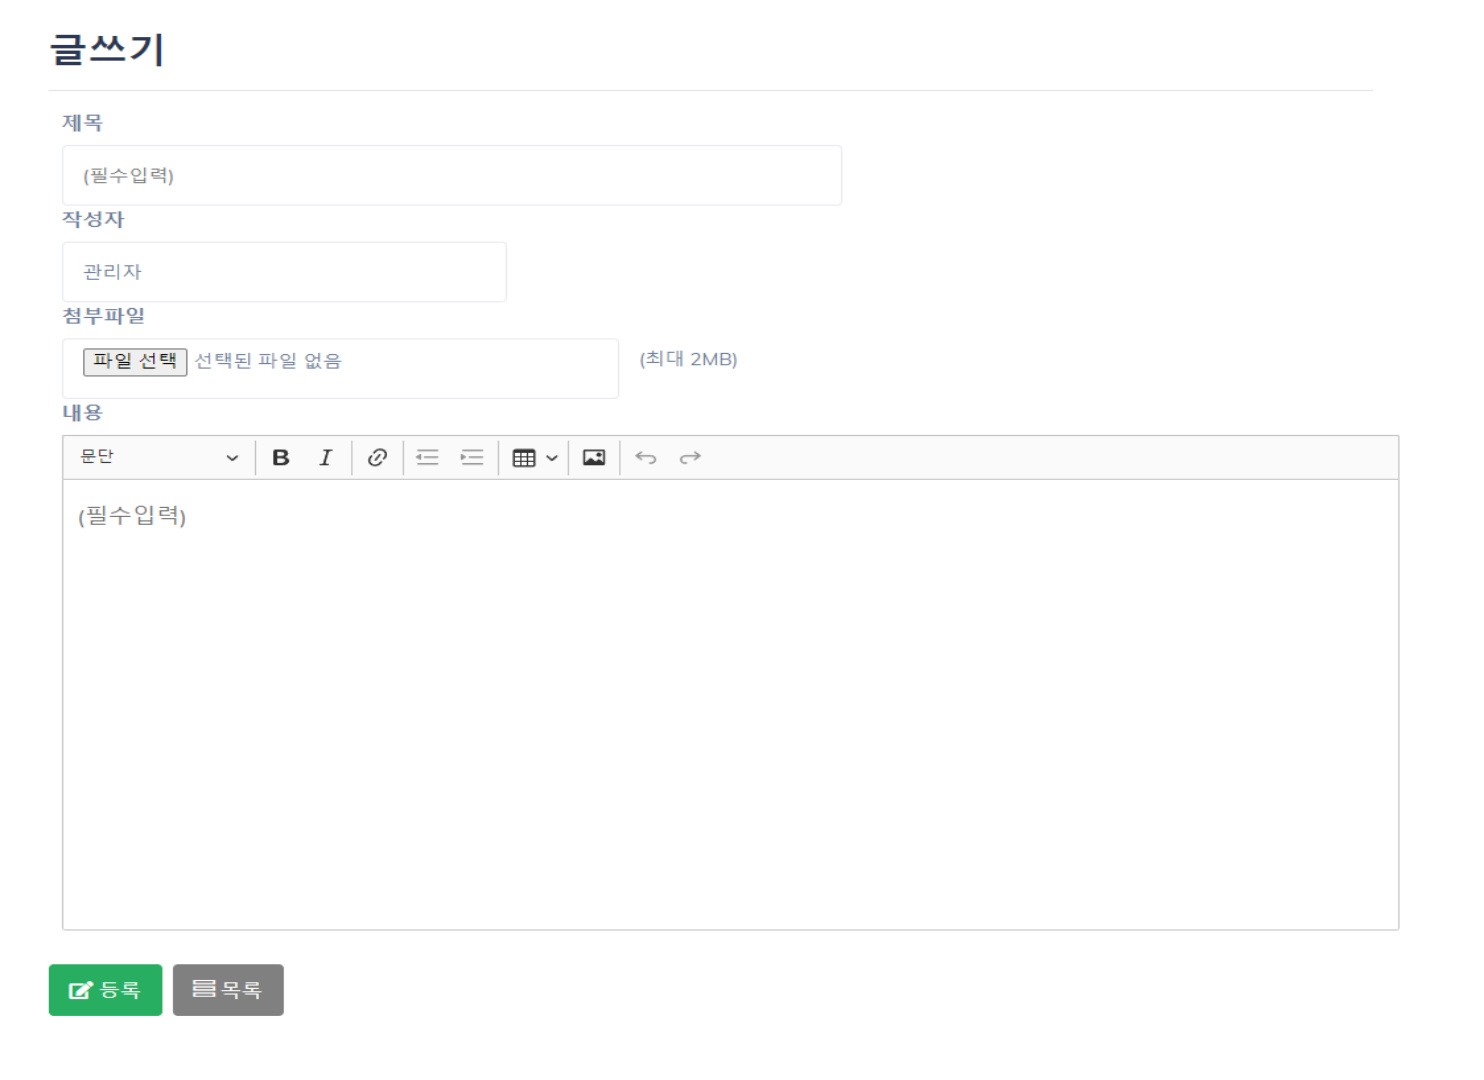 글쓰기
제목
(필수입력)
작성자
관리자
첨부파일
파일 선택 선택된 파일 없음 (최대 2MB)
내용
문단 B I
(필수입력)
등록 목록